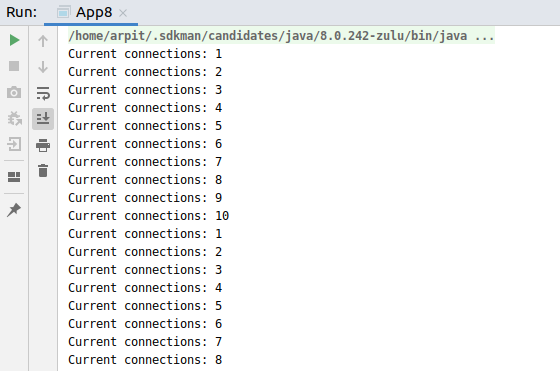 Run: App8
/home/arpit/.sdkman/candidates/java/8.0.242-zulu/bin/java ...
Current connections: 1
Current connections: 2
Current connections: 3
Current connections: 4
Current connections: 5
Current connections: 6
Current connections: 7
Current connections: 8
Current connections: 9
Current connections: 10
Current connections: 1
Current connections: 2
Current connections: 3
Current connections: 4
Current connections: 5
Current connections: 6
Current connections: 7
Current connections: 8